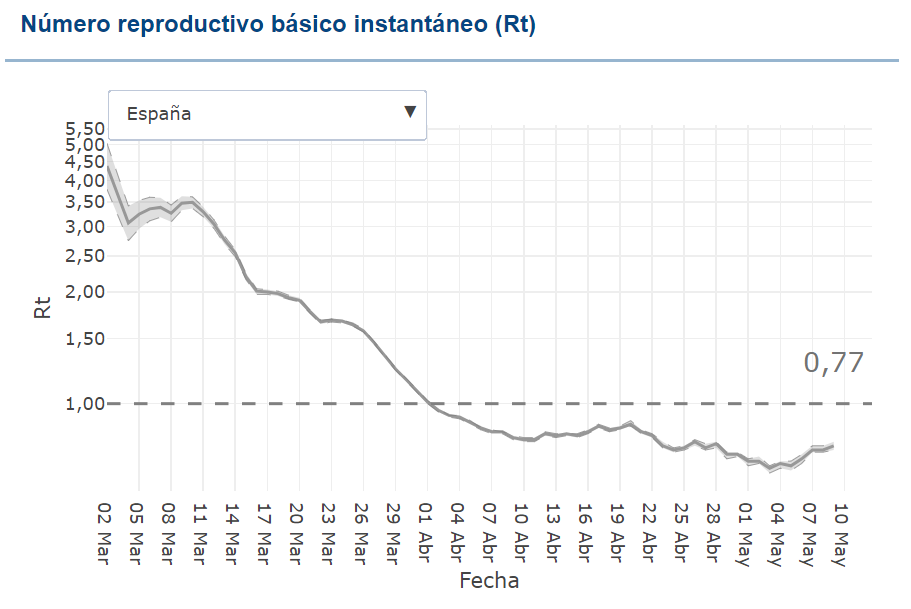 Número reproductivo básico instantáneo (Rt)
España ▼
5,50
5,00
4,50
4,00
3,50
3,00
2,50
2,00
1,50
1,00
Rt
0,77
02 Mar
05 Mar
08 Mar
11 Mar
14 Mar
17 Mar
20 Mar
23 Mar
26 Mar
29 Mar
01 Abr
04 Abr
07 Abr
10 Abr
13 Abr
16 Abr
19 Abr
22 Abr
25 Abr
28 Abr
01 May
04 May
07 May
10 May
Fecha